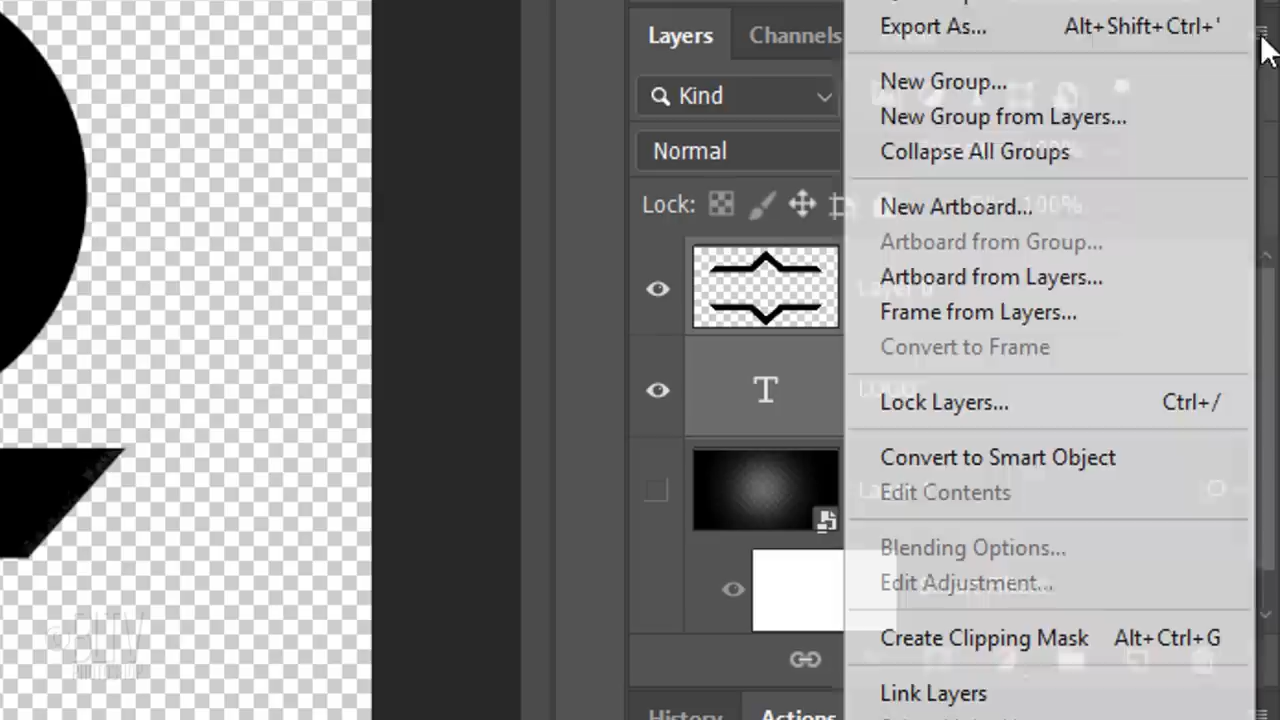 Export As... Alt+Shift+Ctrl+'
Layers Channels
Kind
New Group...
New Group from Layers...
Normal
Collapse All Groups
Lock: 100%
New Artboard...
Artboard from Group...
Artboard from Layers...
Frame from Layers...
Convert to Frame
T
Lock Layers... Ctrl+/
Convert to Smart Object
Edit Contents
Blending Options...
Edit Adjustment...
Create Clipping Mask Alt+Ctrl+G
Link Layers
History Actions
BLTV